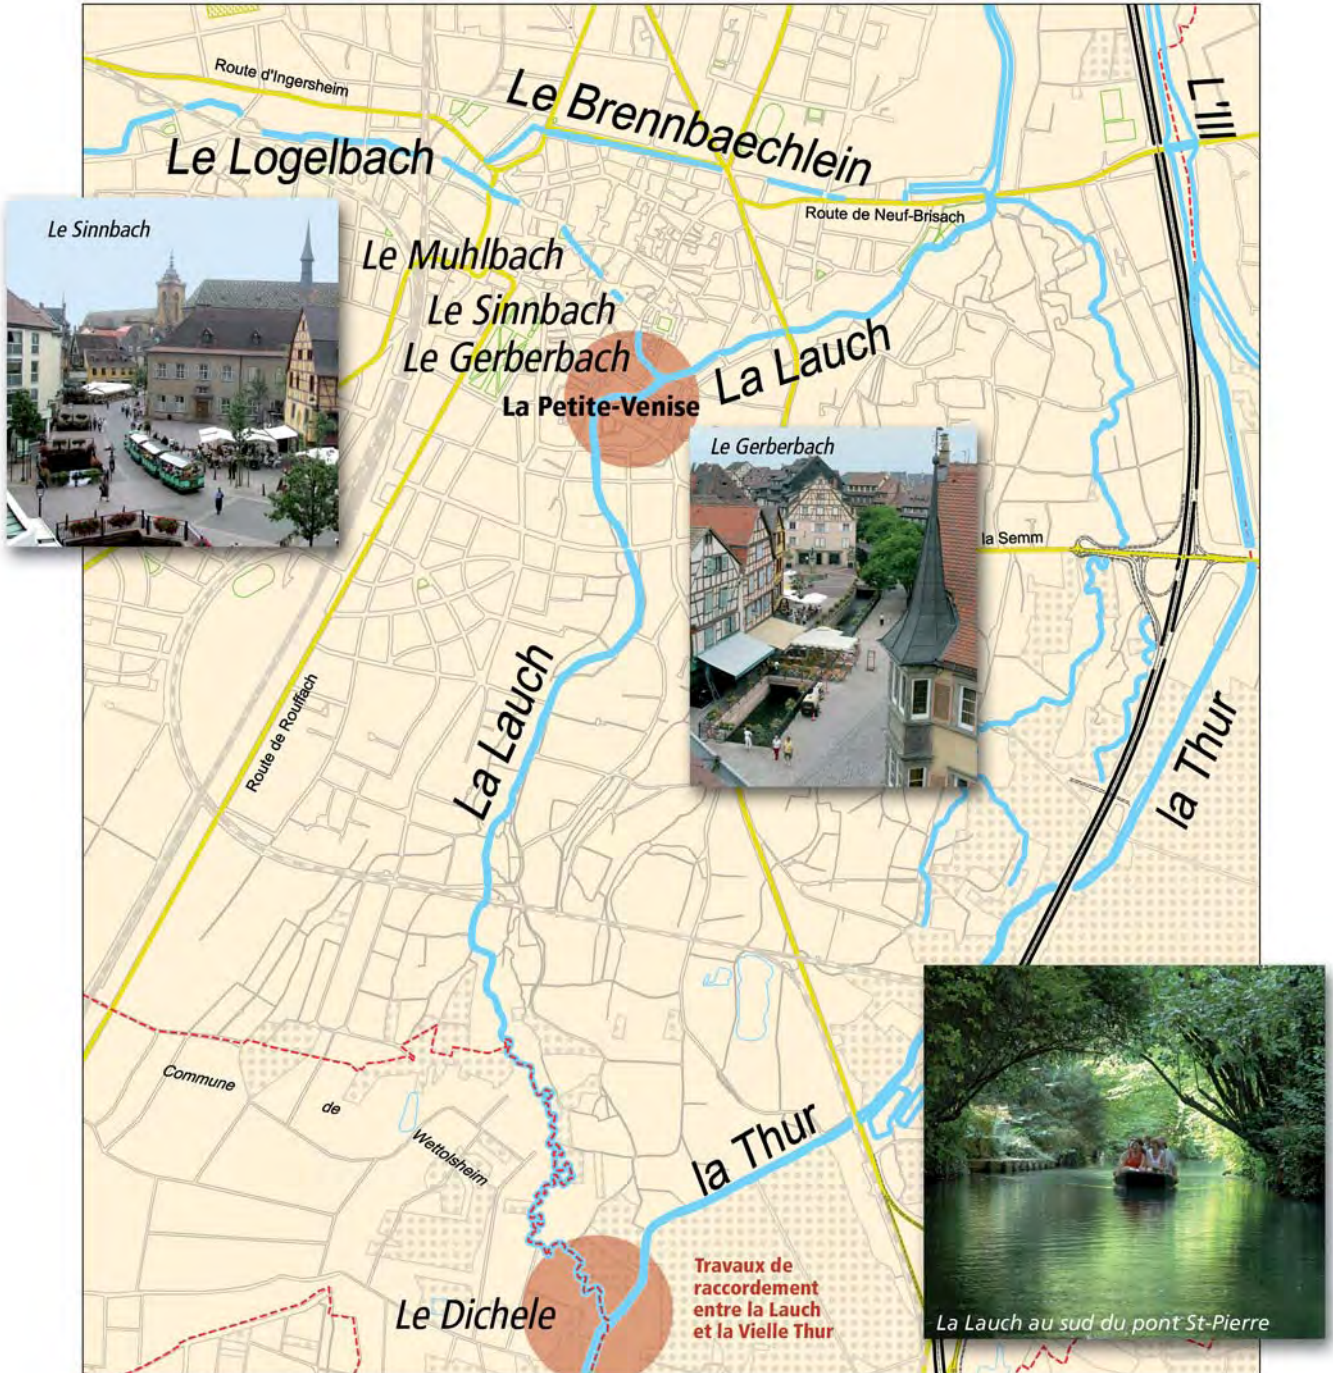 Route d'Ingersheim
Le Brennbaechlein
L'Ill
Le Logelbach
Route de Neuf-Brisach
Le Sinnbach
Le Muhlbach
Le Sinnbach
Le Gerberbach
La Lauch
La Petite-Venise
Le Gerberbach
la Semm
La Lauch
Route de Rouffach
la Thur
Commune
de
Wettolsheim
la Thur
Travaux de
raccordement
entre la Lauch
et la Vielle Thur
Le Dichele
La Lauch au sud du pont St-Pierre